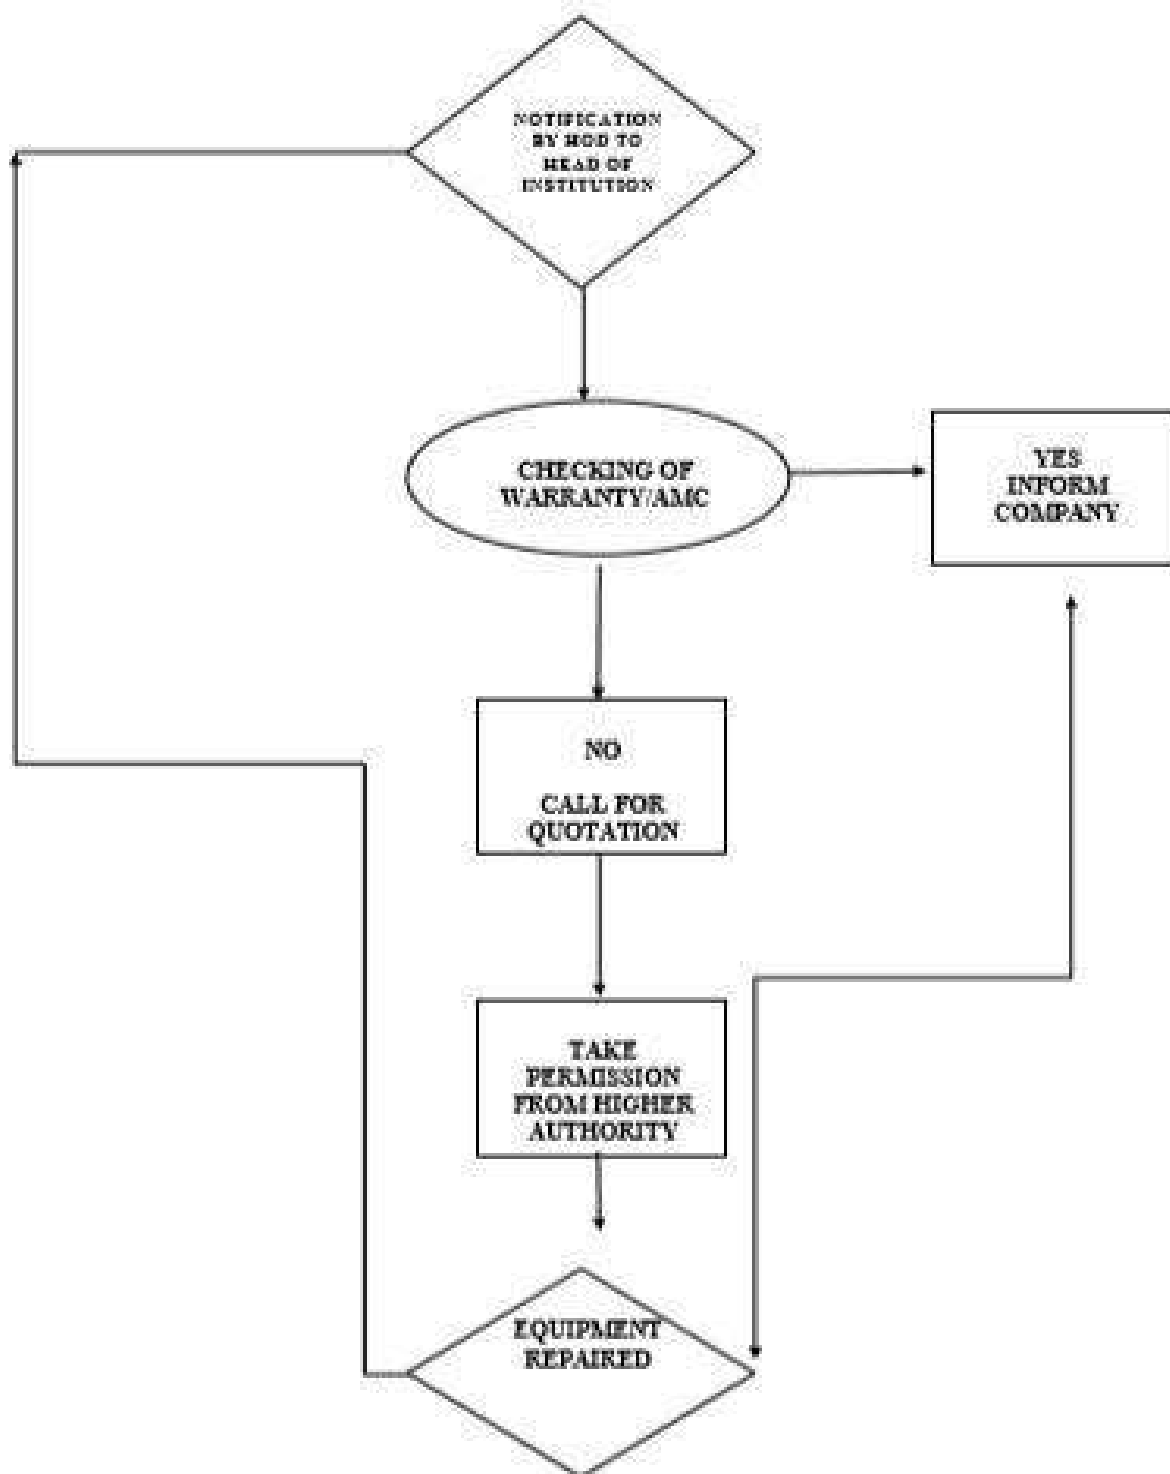 NOTIFICATION
BY HOD TO
HEAD OF
INSTITUTION
CHECKING OF
WARRANTY/AMC
YES
INFORM
COMPANY
NO
CALL FOR
QUOTATION
TAKE
PERMISSION
FROM HIGHER
AUTHORITY
EQUIPMENT
REPAIRED